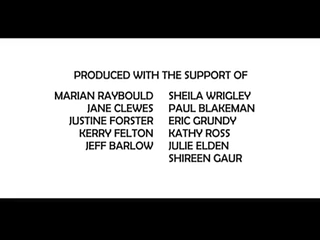 PRODUCED WITH THE SUPPORT OF
MARIAN RAYBOULD
JANE CLEWES
JUSTINE FORSTER
KERRY FELTON
JEFF BARLOW
SHEILA WRIGLEY
PAUL BLAKEMAN
ERIC GRUNDY
KATHY ROSS
JULIE ELDEN
SHIREEN GAUR